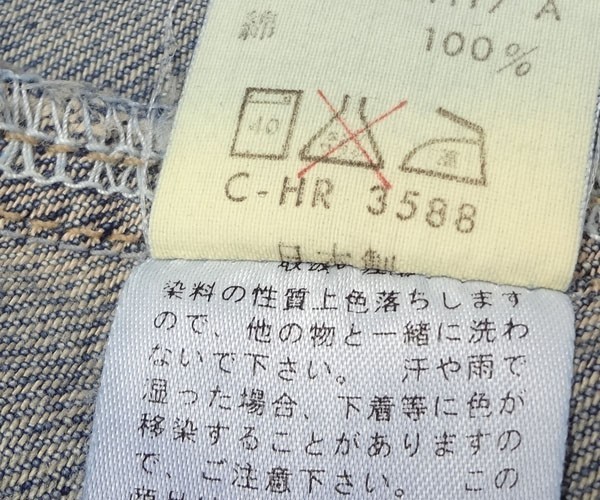 綿 100%
40
C-HR 3588
日本製
染料の性質上色落ちします
ので、他の物と一緒に洗わ
ないで下さい。 汗や雨で
湿った場合、下着等に色が
移染することがありますの
で、ご注意下さい。 この